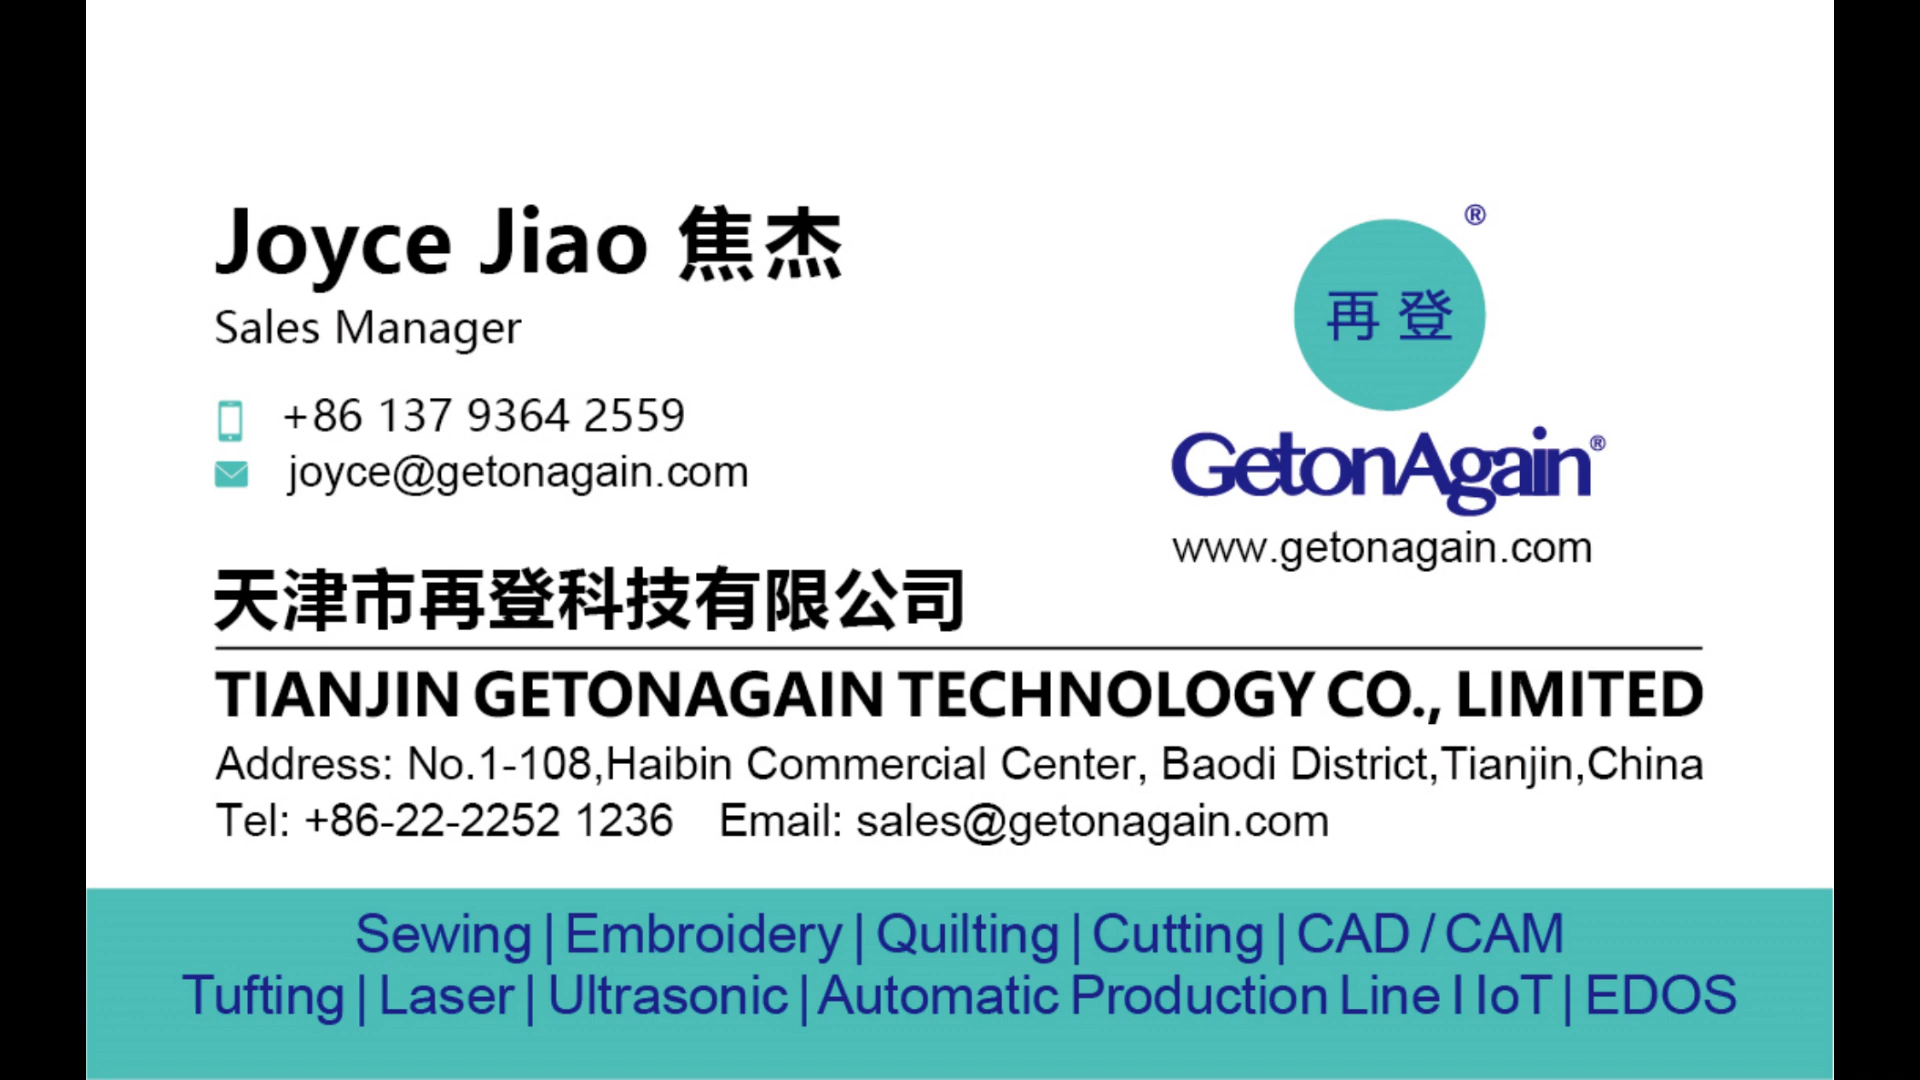 Joyce Jiao 焦杰
Sales Manager
+86 137 9364 2559
joyce@getonagain.com
®
再登
GetonAgain®
www.getonagain.com
天津市再登科技有限公司
TIANJIN GETONAGAIN TECHNOLOGY CO., LIMITED
Address: No.1-108,Haibin Commercial Center, Baodi District,Tianjin,China
Tel: +86-22-2252 1236 Email: sales@getonagain.com
Sewing|Embroidery|Quilting|Cutting|CAD/CAM
Tufting|Laser|Ultrasonic|Automatic Production Line I IoT|EDOS